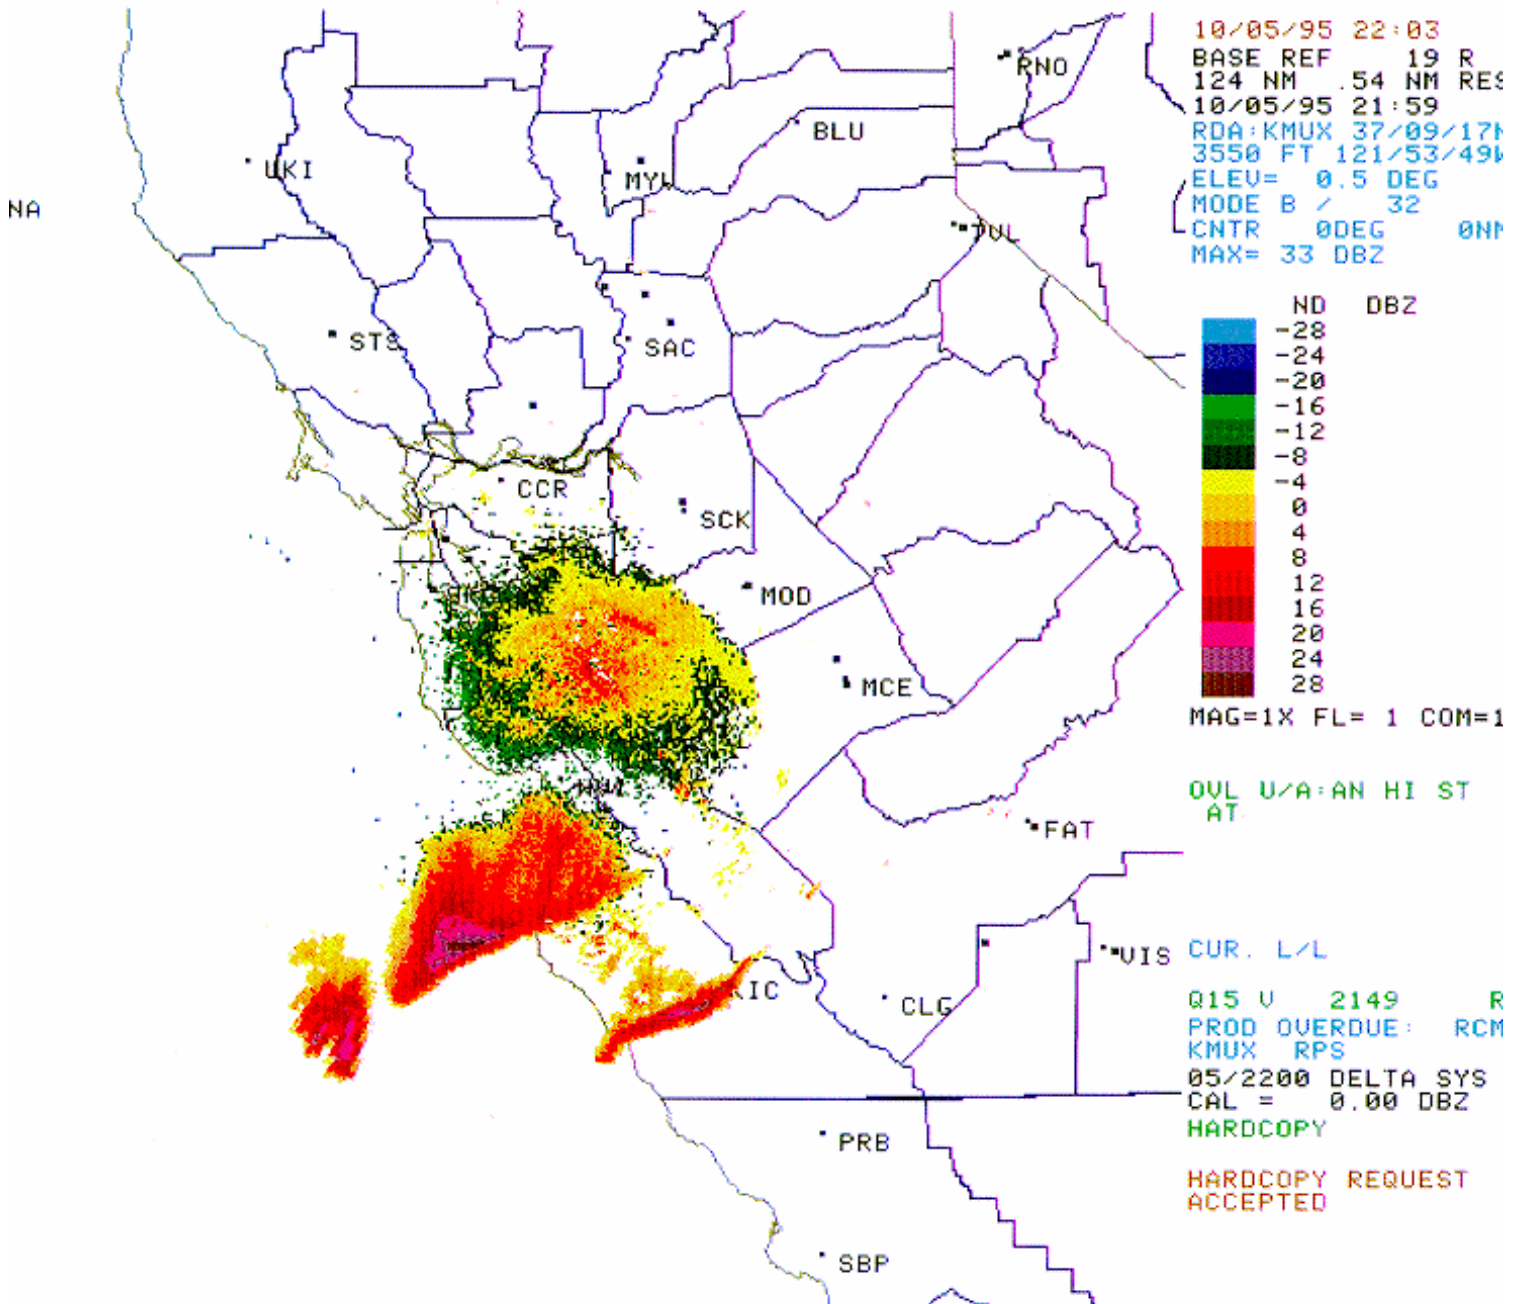 10/05/95 22:03
BASE REF 19 R
124 NM .54 NM RES
10/05/95 21:59
RDA:KMUX 37/09/17N
3550 FT 121/53/49W
ELEV= 0.5 DEG
MODE B / 32
CNTR 0DEG 0NM
MAX= 33 DBZ
ND DBZ
-28
-24
-20
-16
-12
-8
-4
0
4
8
12
16
20
24
28
MAG=1X FL= 1 COM=1
OVL U/A:AN HI ST
AT
CUR. L/L
Q15 V 2149 R
PROD OVERDUE: RCM
KMUX RPS
05/2200 DELTA SYS
CAL = 0.00 DBZ
HARDCOPY
HARDCOPY REQUEST
ACCEPTED
RNO
BLU
UKI
MYV
NA
TVL
STS
SAC
CCR
SCK
MOD
MCE
FAT
VIS
KIC
CLG
PRB
SBP